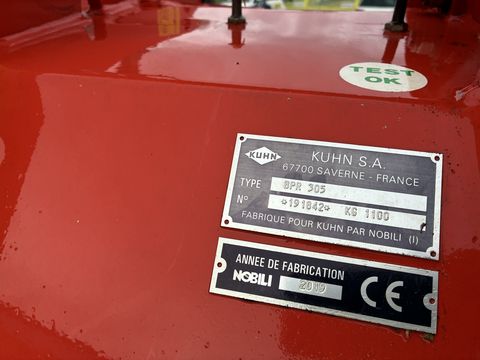 TEST
OK
KUHN
KUHN S.A.
67700 SAVERNE - FRANCE
TYPE BPR 305
N° *191842* KG 1100
FABRIQUE POUR KUHN PAR NOBILI (I)
ANNEE DE FABRICATION
NOBILI 2019 CE